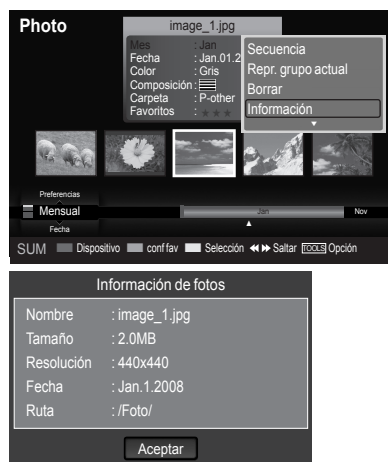 Photo
image_1.jpg
Mes : Jan
Fecha : Jan.01.2
Color : Gris
Composición :
Carpeta : P-other
Favoritos : ★ ★ ★
Secuencia
Repr. grupo actual
Borrar
Información
Preferencias
Mensual
Fecha
Jan
Nov
SUM Dispositivo conf fav Selección Saltar TOOLS Opción
Información de fotos
Nombre : image_1.jpg
Tamaño : 2.0MB
Resolución : 440x440
Fecha : Jan.1.2008
Ruta : /Foto/
Aceptar